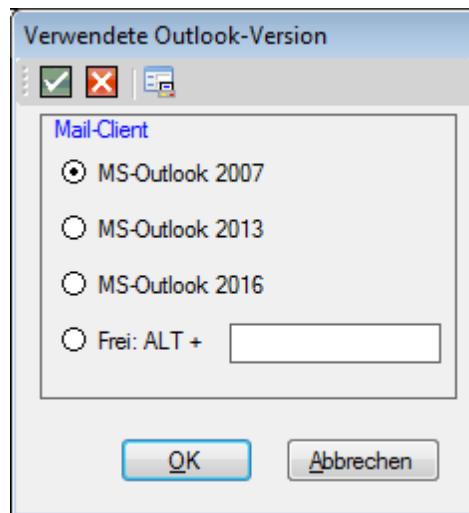 Verwendete Outlook-Version
Mail-Client
MS-Outlook 2007
MS-Outlook 2013
MS-Outlook 2016
Frei: ALT +
OK
Abbrechen